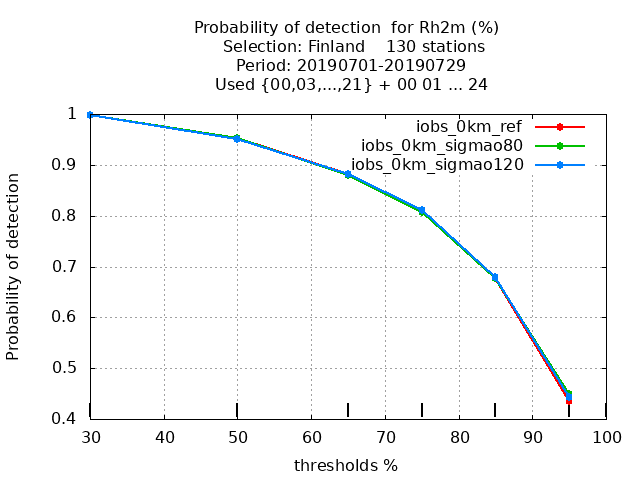 Probability of detection  for Rh2m (%)
Selection: Finland    130 stations
Period: 20190701-20190729
Used {00,03,...,21} + 00 01 ... 24
iobs_0km_ref
iobs_0km_sigmao80
iobs_0km_sigmao120
Probability of detection
1
0.9
0.8
0.7
0.6
0.5
0.4
30 40 50 60 70 80 90 100
thresholds %